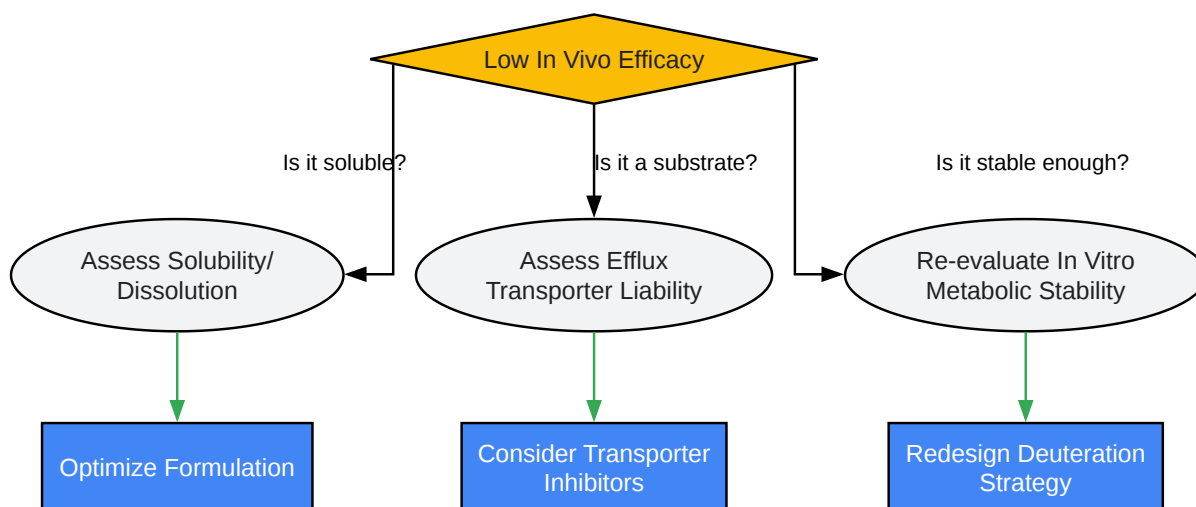 Low In Vivo Efficacy
Is it soluble?
Is it a substrate?
Is it stable enough?
Assess Solubility/
Dissolution
Assess Efflux
Transporter Liability
Re-evaluate In Vitro
Metabolic Stability
Optimize Formulation
Consider Transporter
Inhibitors
Redesign Deuteration
Strategy